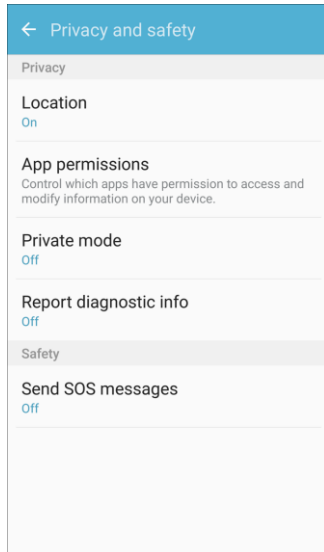 Privacy and safety
Privacy
Location
On
App permissions
Control which apps have permission to access and
modify information on your device.
Private mode
Off
Report diagnostic info
Off
Safety
Send SOS messages
Off